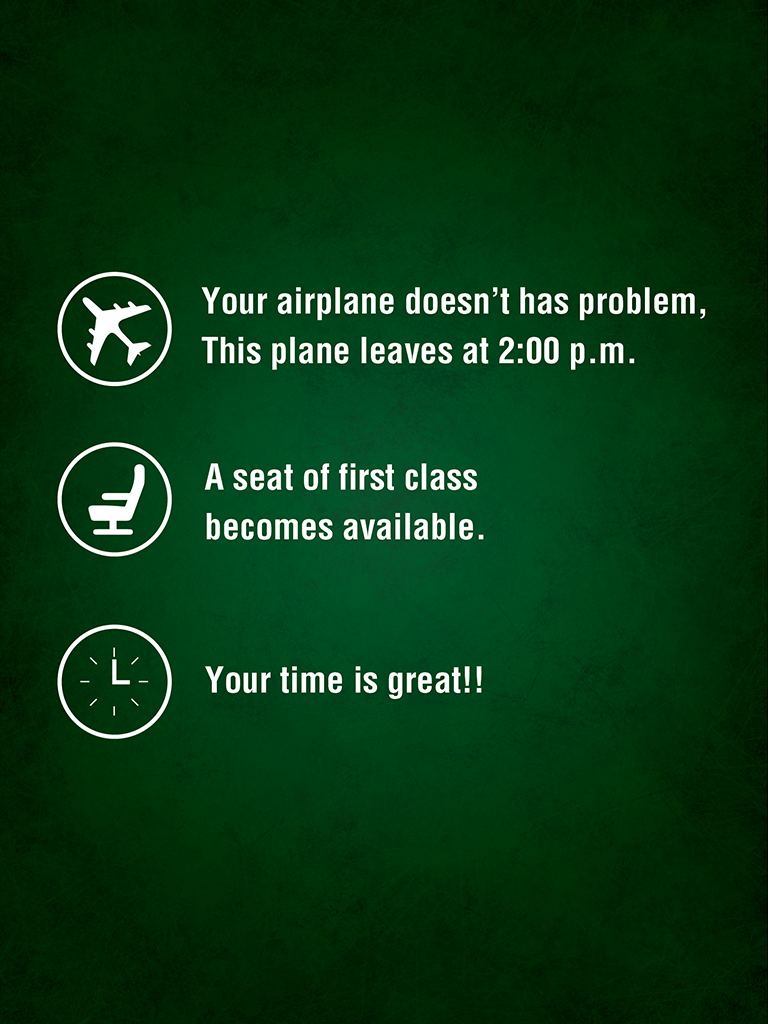 Your airplane doesn’t has problem,
This plane leaves at 2:00 p.m.
A seat of first class
becomes available.
Your time is great!!